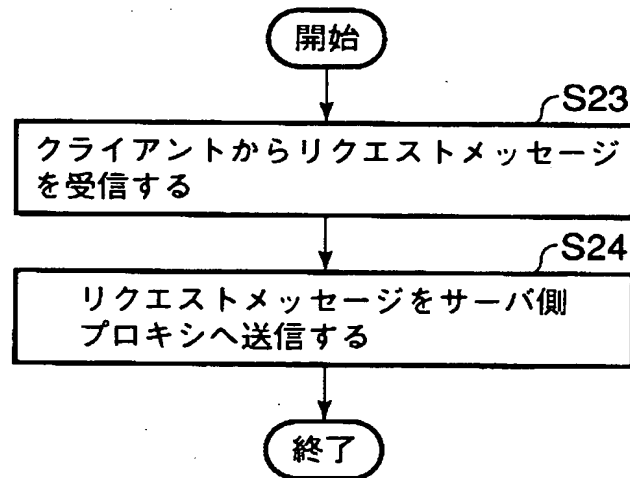 開始
S23
クライアントからリクエストメッセージ
を受信する
S24
リクエストメッセージをサーバ側
プロキシへ送信する
終了